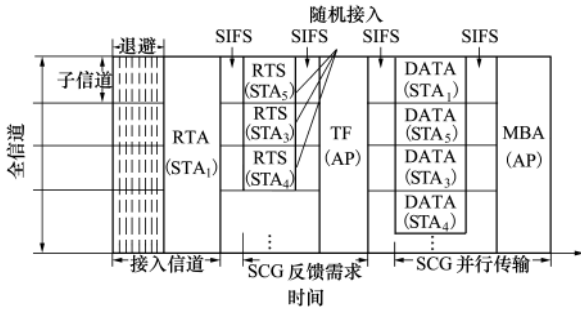 随机接入
退避
SIFS
SIFS
SIFS
SIFS
子信道
全信道
RTA
(STA₁)
RTS
(STA₅)
RTS
(STA₃)
RTS
(STA₄)
⋯
TF
(AP)
DATA
(STA₁)
DATA
(STA₅)
DATA
(STA₃)
DATA
(STA₄)
⋯
MBA
(AP)
接入信道
SCG 反馈需求
SCG 并行传输
时间